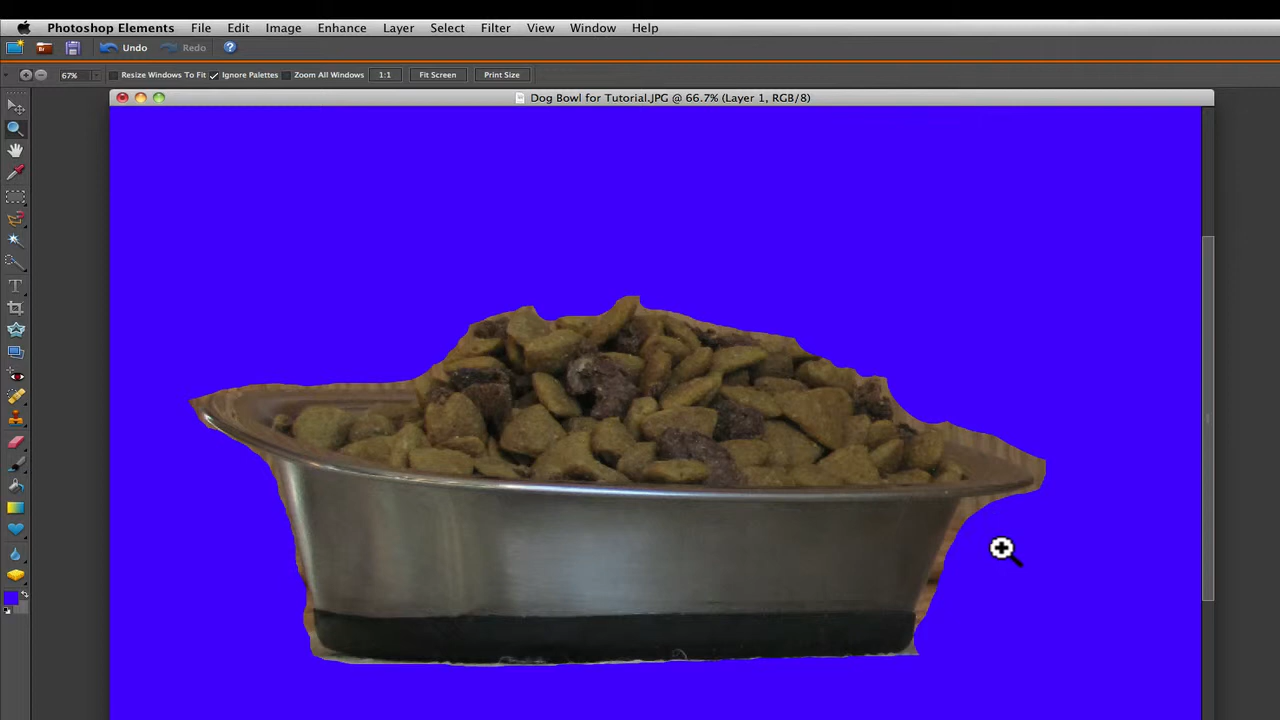 Photoshop Elements File Edit Image Enhance Layer Select Filter View Window Help
Undo Redo ?
67% Resize Windows To Fit Ignore Palettes Zoom All Windows 1:1 Fit Screen Print Size
Dog Bowl for Tutorial.JPG @ 66.7% (Layer 1, RGB/8)
T